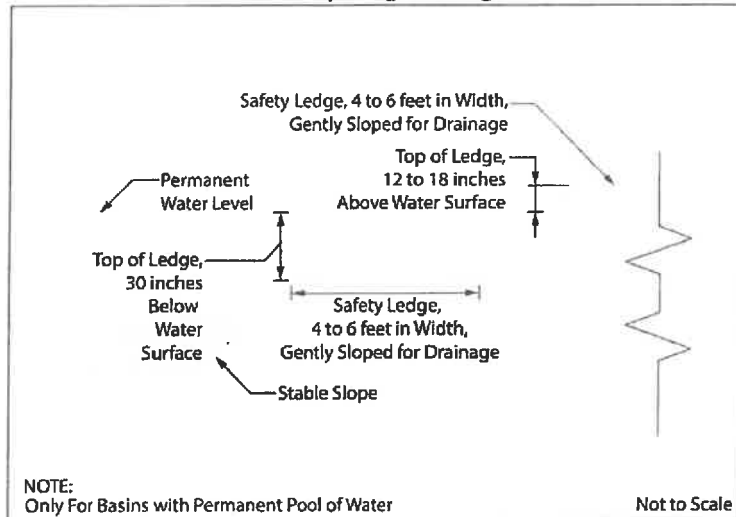 Safety Ledge, 4 to 6 feet in Width,
Gently Sloped for Drainage
Top of Ledge,
12 to 18 inches
Above Water Surface
Permanent
Water Level
Top of Ledge,
30 inches
Below
Water
Surface
Safety Ledge,
4 to 6 feet in Width,
Gently Sloped for Drainage
Stable Slope
NOTE:
Only For Basins with Permanent Pool of Water
Not to Scale